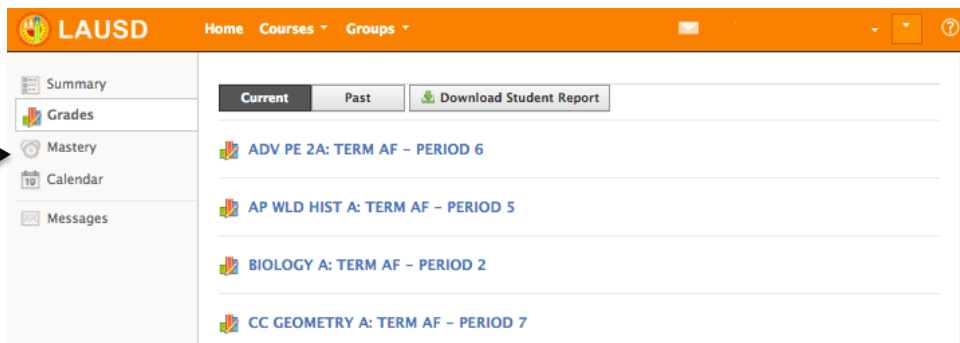 LAUSD Home Courses Groups
Summary
Grades
Mastery
10 Calendar
Messages
Current Past Download Student Report
ADV PE 2A: TERM AF – PERIOD 6
AP WLD HIST A: TERM AF – PERIOD 5
BIOLOGY A: TERM AF – PERIOD 2
CC GEOMETRY A: TERM AF – PERIOD 7